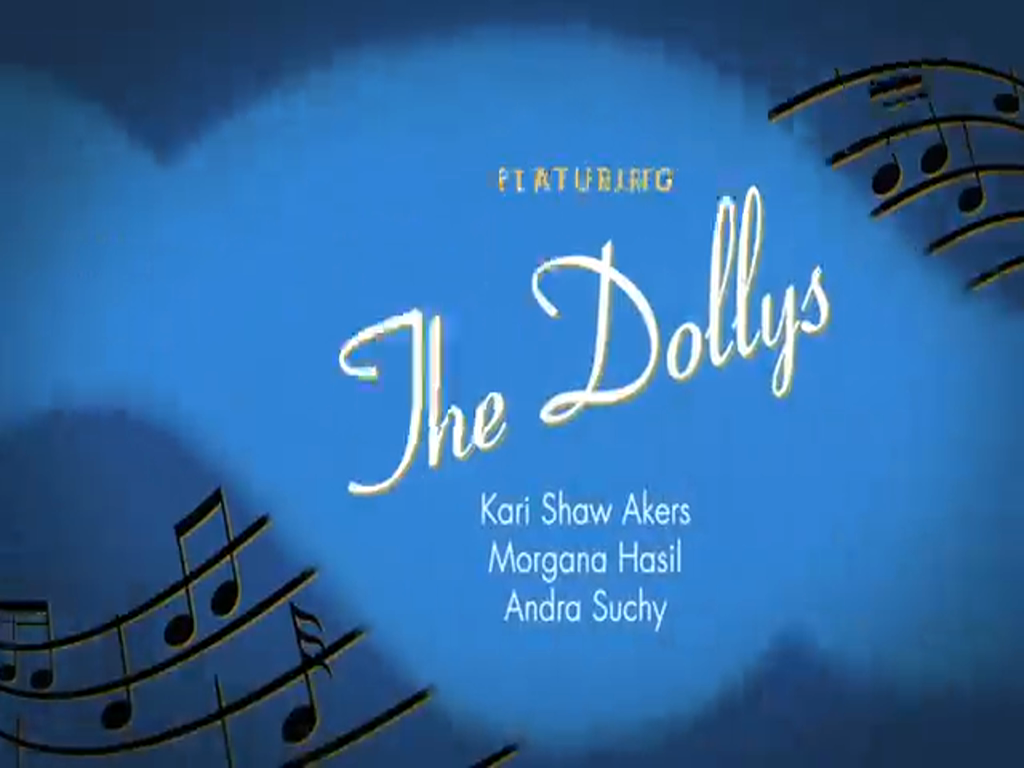 FEATURING
The Dollys
Kari Shaw Akers
Morgana Hasil
Andra Suchy